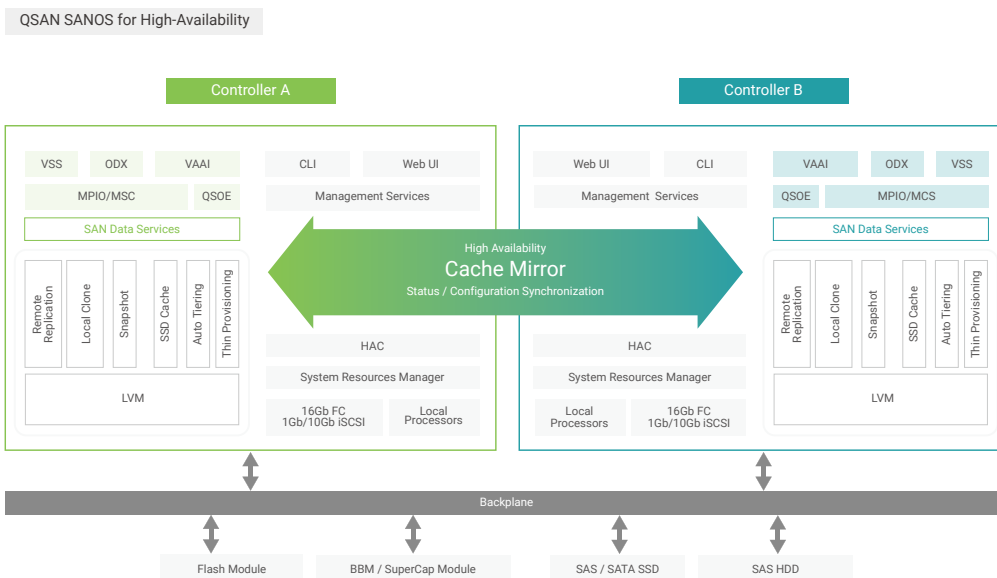 QSAN SANOS for High-Availability
Controller A
Controller B
VSS
ODX
VAAI
CLI
Web UI
MPIO/MSC
QSOE
Management Services
SAN Data Services
Web UI
CLI
VAAI
ODX
VSS
Management Services
QSOE
MPIO/MCS
SAN Data Services
High Availability
Cache Mirror
Status / Configuration Synchronization
Remote
Replication
Local Clone
Snapshot
SSD Cache
Auto Tiering
Thin Provisioning
LVM
HAC
System Resources Manager
16Gb FC
1Gb/10Gb iSCSI
Local
Processors
HAC
System Resources Manager
Local
Processors
16Gb FC
1Gb/10Gb iSCSI
Remote
Replication
Local Clone
Snapshot
SSD Cache
Auto Tiering
Thin Provisioning
LVM
Backplane
Flash Module
BBM / SuperCap Module
SAS / SATA SSD
SAS HDD